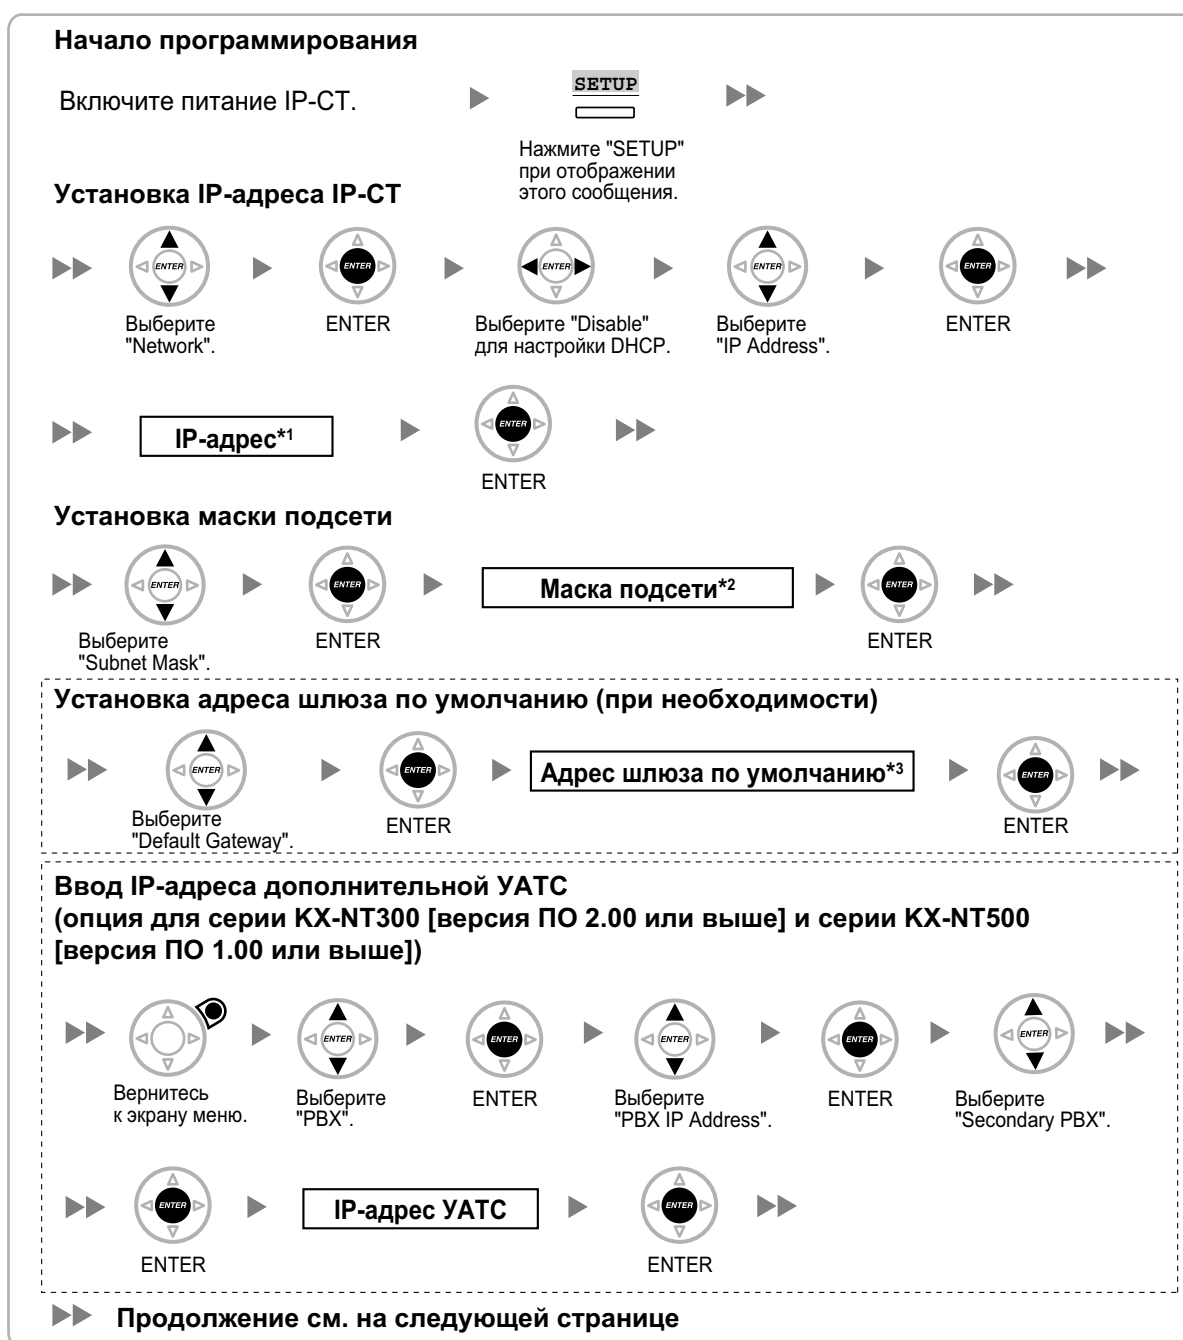 Начало программирования
Включите питание IP-СТ.
SETUP
Нажмите "SETUP"
при отображении
этого сообщения.
Установка IP-адреса IP-СТ
ENTER ENTER ENTER ENTER ENTER
Выберите
"Network".
ENTER
Выберите "Disable"
для настройки DHCP.
Выберите
"IP Address".
ENTER
IP-адрес*1
ENTER
ENTER
Установка маски подсети
ENTER ENTER ENTER
Маска подсети*2
Выберите
"Subnet Mask".
ENTER
ENTER
Установка адреса шлюза по умолчанию (при необходимости)
ENTER ENTER ENTER
Адрес шлюза по умолчанию*3
Выберите
"Default Gateway".
ENTER
ENTER
Ввод IP-адреса дополнительной УАТС
(опция для серии KX-NT300 [версия ПО 2.00 или выше] и серии KX-NT500
[версия ПО 1.00 или выше])
ENTER ENTER ENTER ENTER ENTER
Вернитесь
к экрану меню.
Выберите
"PBX".
ENTER
Выберите
"PBX IP Address".
ENTER
Выберите
"Secondary PBX".
ENTER ENTER
IP-адрес УАТС
ENTER
ENTER
Продолжение см. на следующей странице